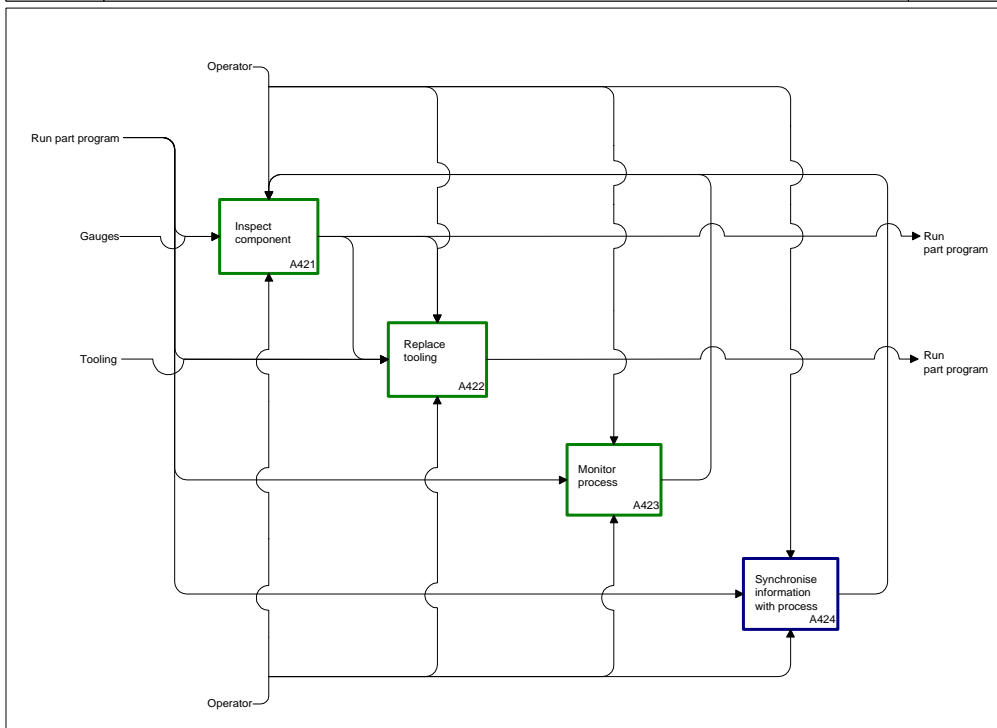 Operator
Run part program
Gauges
Inspect
component
A421
Run
part program
Tooling
Replace
tooling
A422
Run
part program
Monitor
process
A423
Synchronise
information
with process
A424
Operator